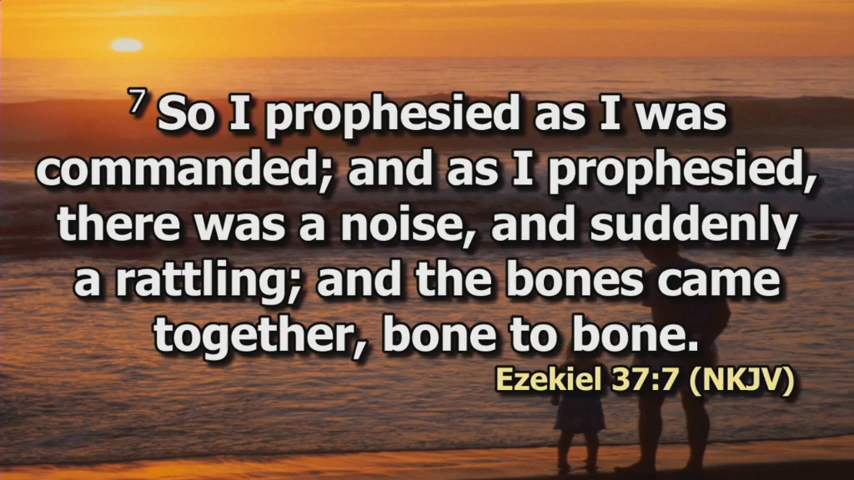 7 So I prophesied as I was
commanded; and as I prophesied,
there was a noise, and suddenly
a rattling; and the bones came
together, bone to bone.
Ezekiel 37:7 (NKJV)